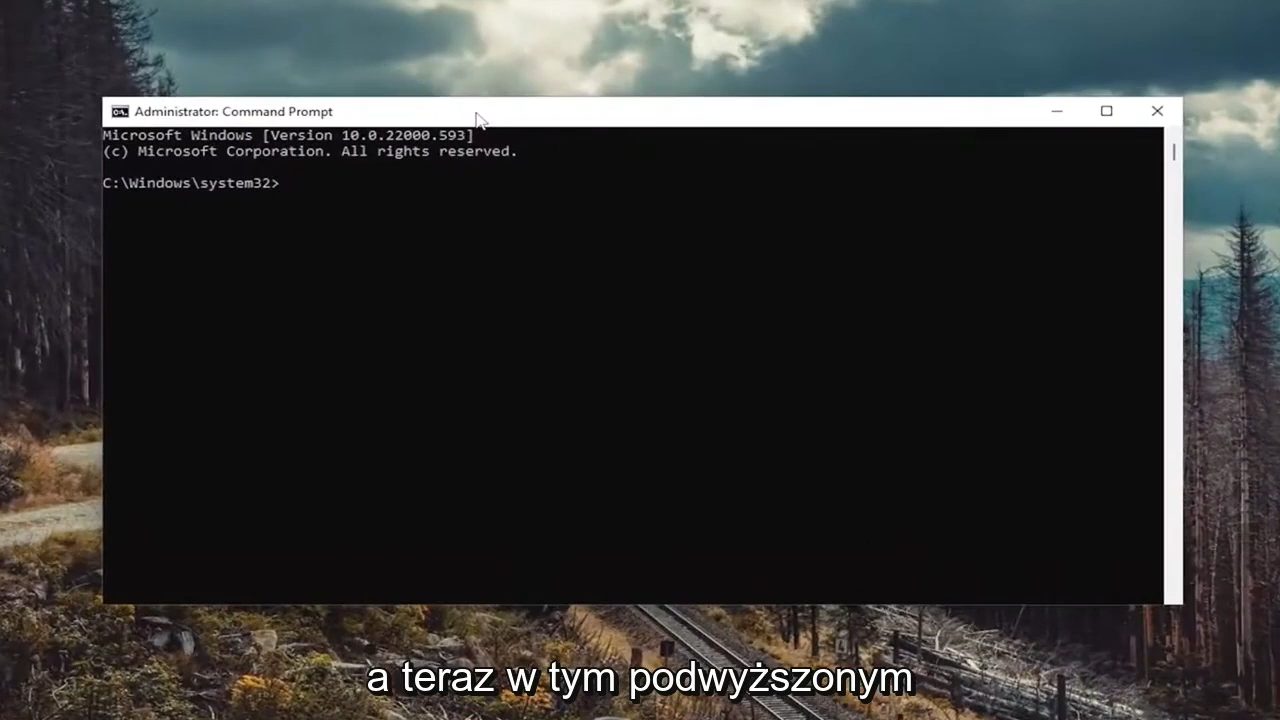 Administrator: Command Prompt
Microsoft Windows [Version 10.0.22000.593]
(c) Microsoft Corporation. All rights reserved.
C:\Windows\system32>
a teraz w tym podwyższonym